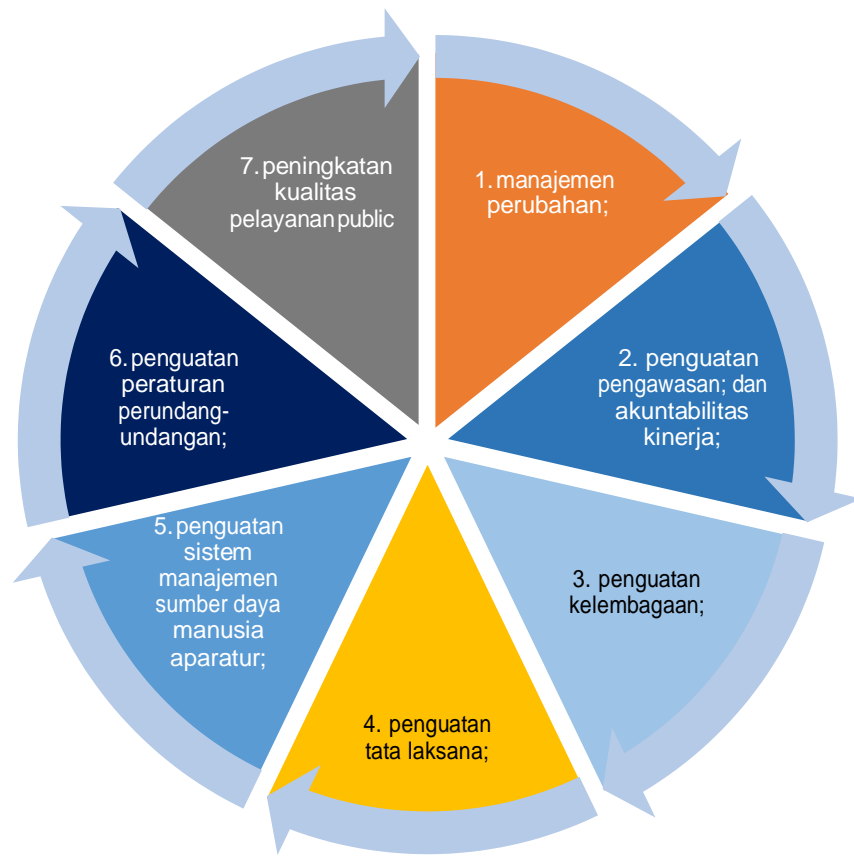 1. manajemen
perubahan;
2. penguatan
pengawasan; dan
akuntabilitas
kinerja;
3. penguatan
kelembagaan;
4. penguatan
tata laksana;
5. penguatan
sistem
manajemen
sumber daya
manusia
aparatur;
6. penguatan
peraturan
perundang-
undangan;
7. peningkatan
kualitas
pelayanan public